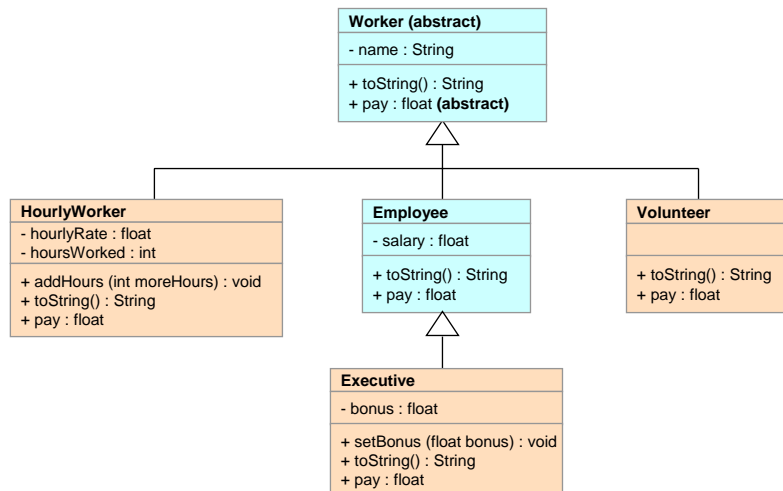 Worker (abstract)
- name : String
+ toString() : String
+ pay : float (abstract)
HourlyWorker
- hourlyRate : float
- hoursWorked : int
+ addHours (int moreHours) : void
+ toString() : String
+ pay : float
Employee
- salary : float
+ toString() : String
+ pay : float
Volunteer
+ toString() : String
+ pay : float
Executive
- bonus : float
+ setBonus (float bonus) : void
+ toString() : String
+ pay : float